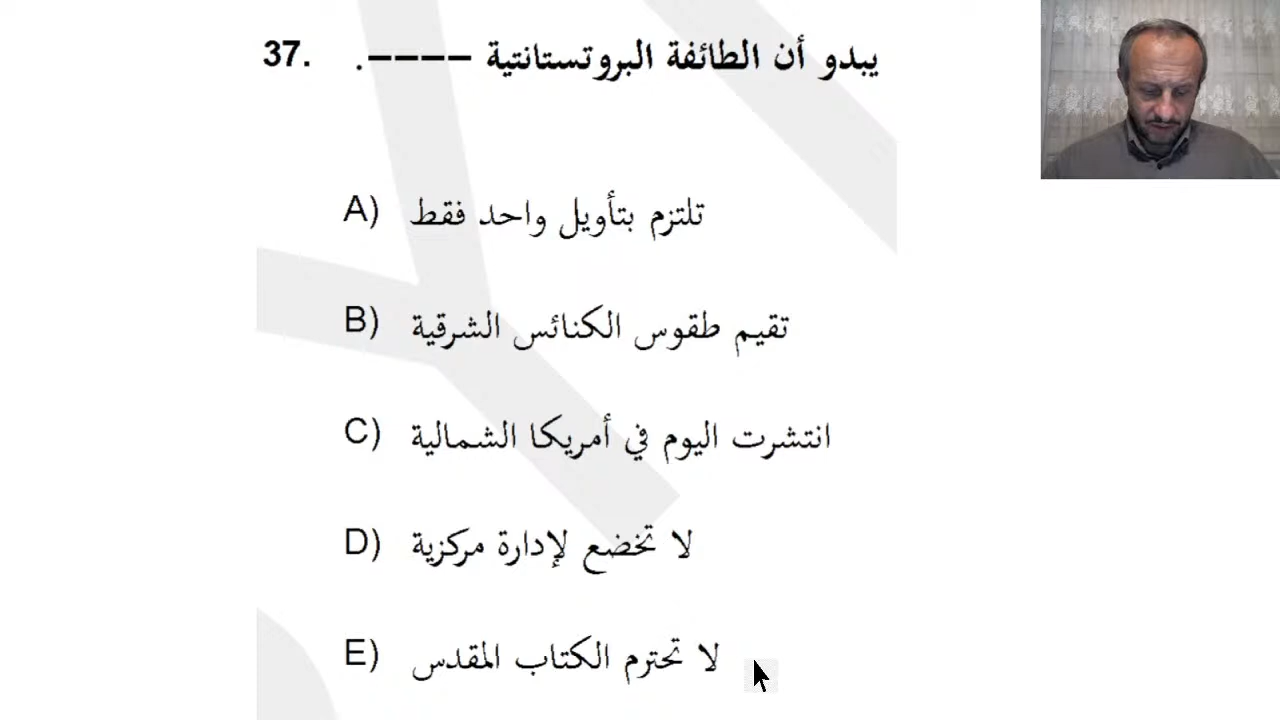 37. يبدو أن الطائفة البروتستانتية ----.
A) تلتزم بتأويل واحد فقط
B) تقيم طقوس الكنائس الشرقية
C) انتشرت اليوم في أمريكا الشمالية
D) لا تخضع لإدارة مركزية
E) لا تحترم الكتاب المقدس